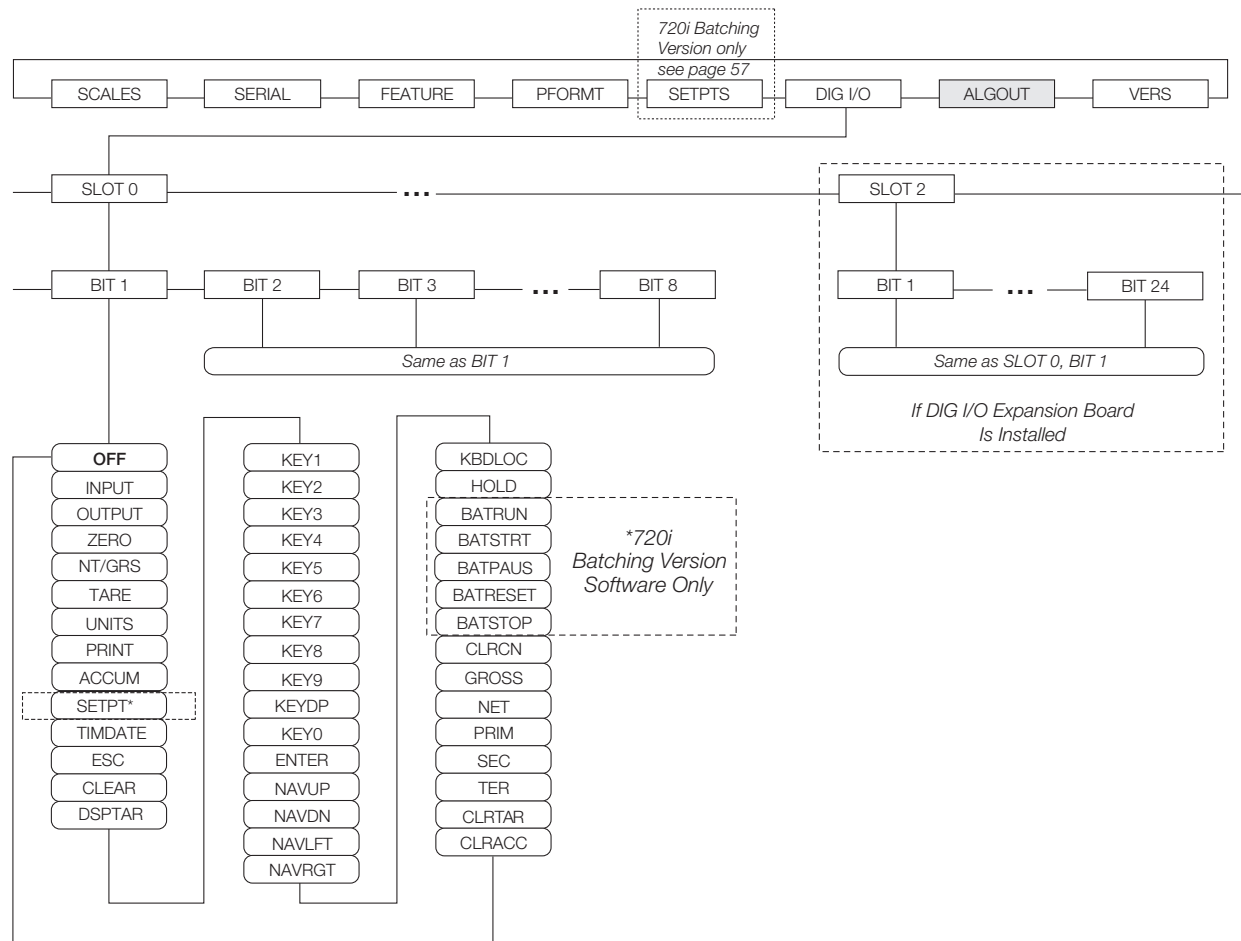 720i Batching
Version only
see page 57
SCALES
SERIAL
FEATURE
PFORMT
SETPTS
DIG I/O
ALGOUT
VERS
SLOT 0
...
SLOT 2
BIT 1
BIT 2
BIT 3
...
BIT 8
BIT 1
...
BIT 24
Same as BIT 1
Same as SLOT 0, BIT 1
If DIG I/O Expansion Board
Is Installed
OFF
INPUT
OUTPUT
ZERO
NT/GRS
TARE
UNITS
PRINT
ACCUM
SETPT*
TIMDATE
ESC
CLEAR
DSPTAR
KEY1
KEY2
KEY3
KEY4
KEY5
KEY6
KEY7
KEY8
KEY9
KEYDP
KEY0
ENTER
NAVUP
NAVDN
NAVLFT
NAVRGT
KBDLOC
HOLD
BATRUN
BATSTRT
BATPAUS
BATRESET
BATSTOP
CLRCN
GROSS
NET
PRIM
SEC
TER
CLRTAR
CLRACC
*720i
Batching Version
Software Only